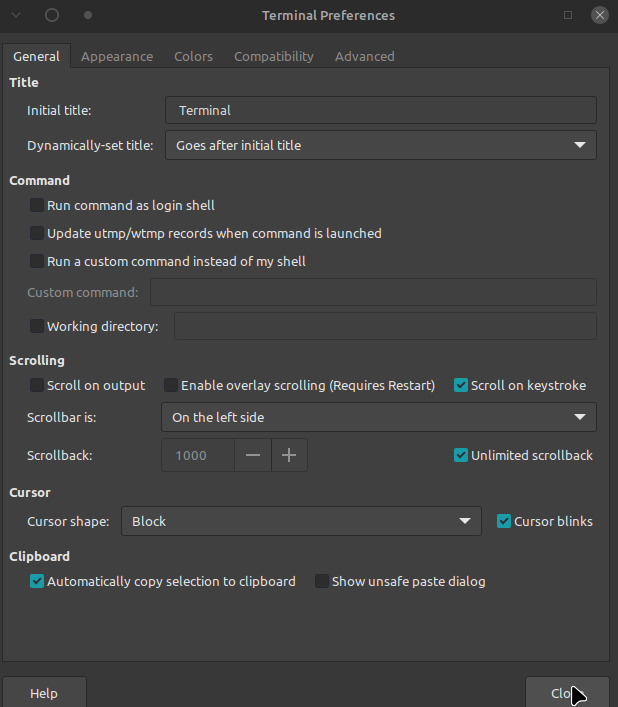 Terminal Preferences
General Appearance Colors Compatibility Advanced
Title
Initial title: Terminal
Dynamically-set title: Goes after initial title
Command
Run command as login shell
Update utmp/wtmp records when command is launched
Run a custom command instead of my shell
Custom command:
Working directory:
Scrolling
Scroll on output Enable overlay scrolling (Requires Restart) Scroll on keystroke
Scrollbar is: On the left side
Scrollback: 1000 Unlimited scrollback
Cursor
Cursor shape: Block Cursor blinks
Clipboard
Automatically copy selection to clipboard Show unsafe paste dialog
Help